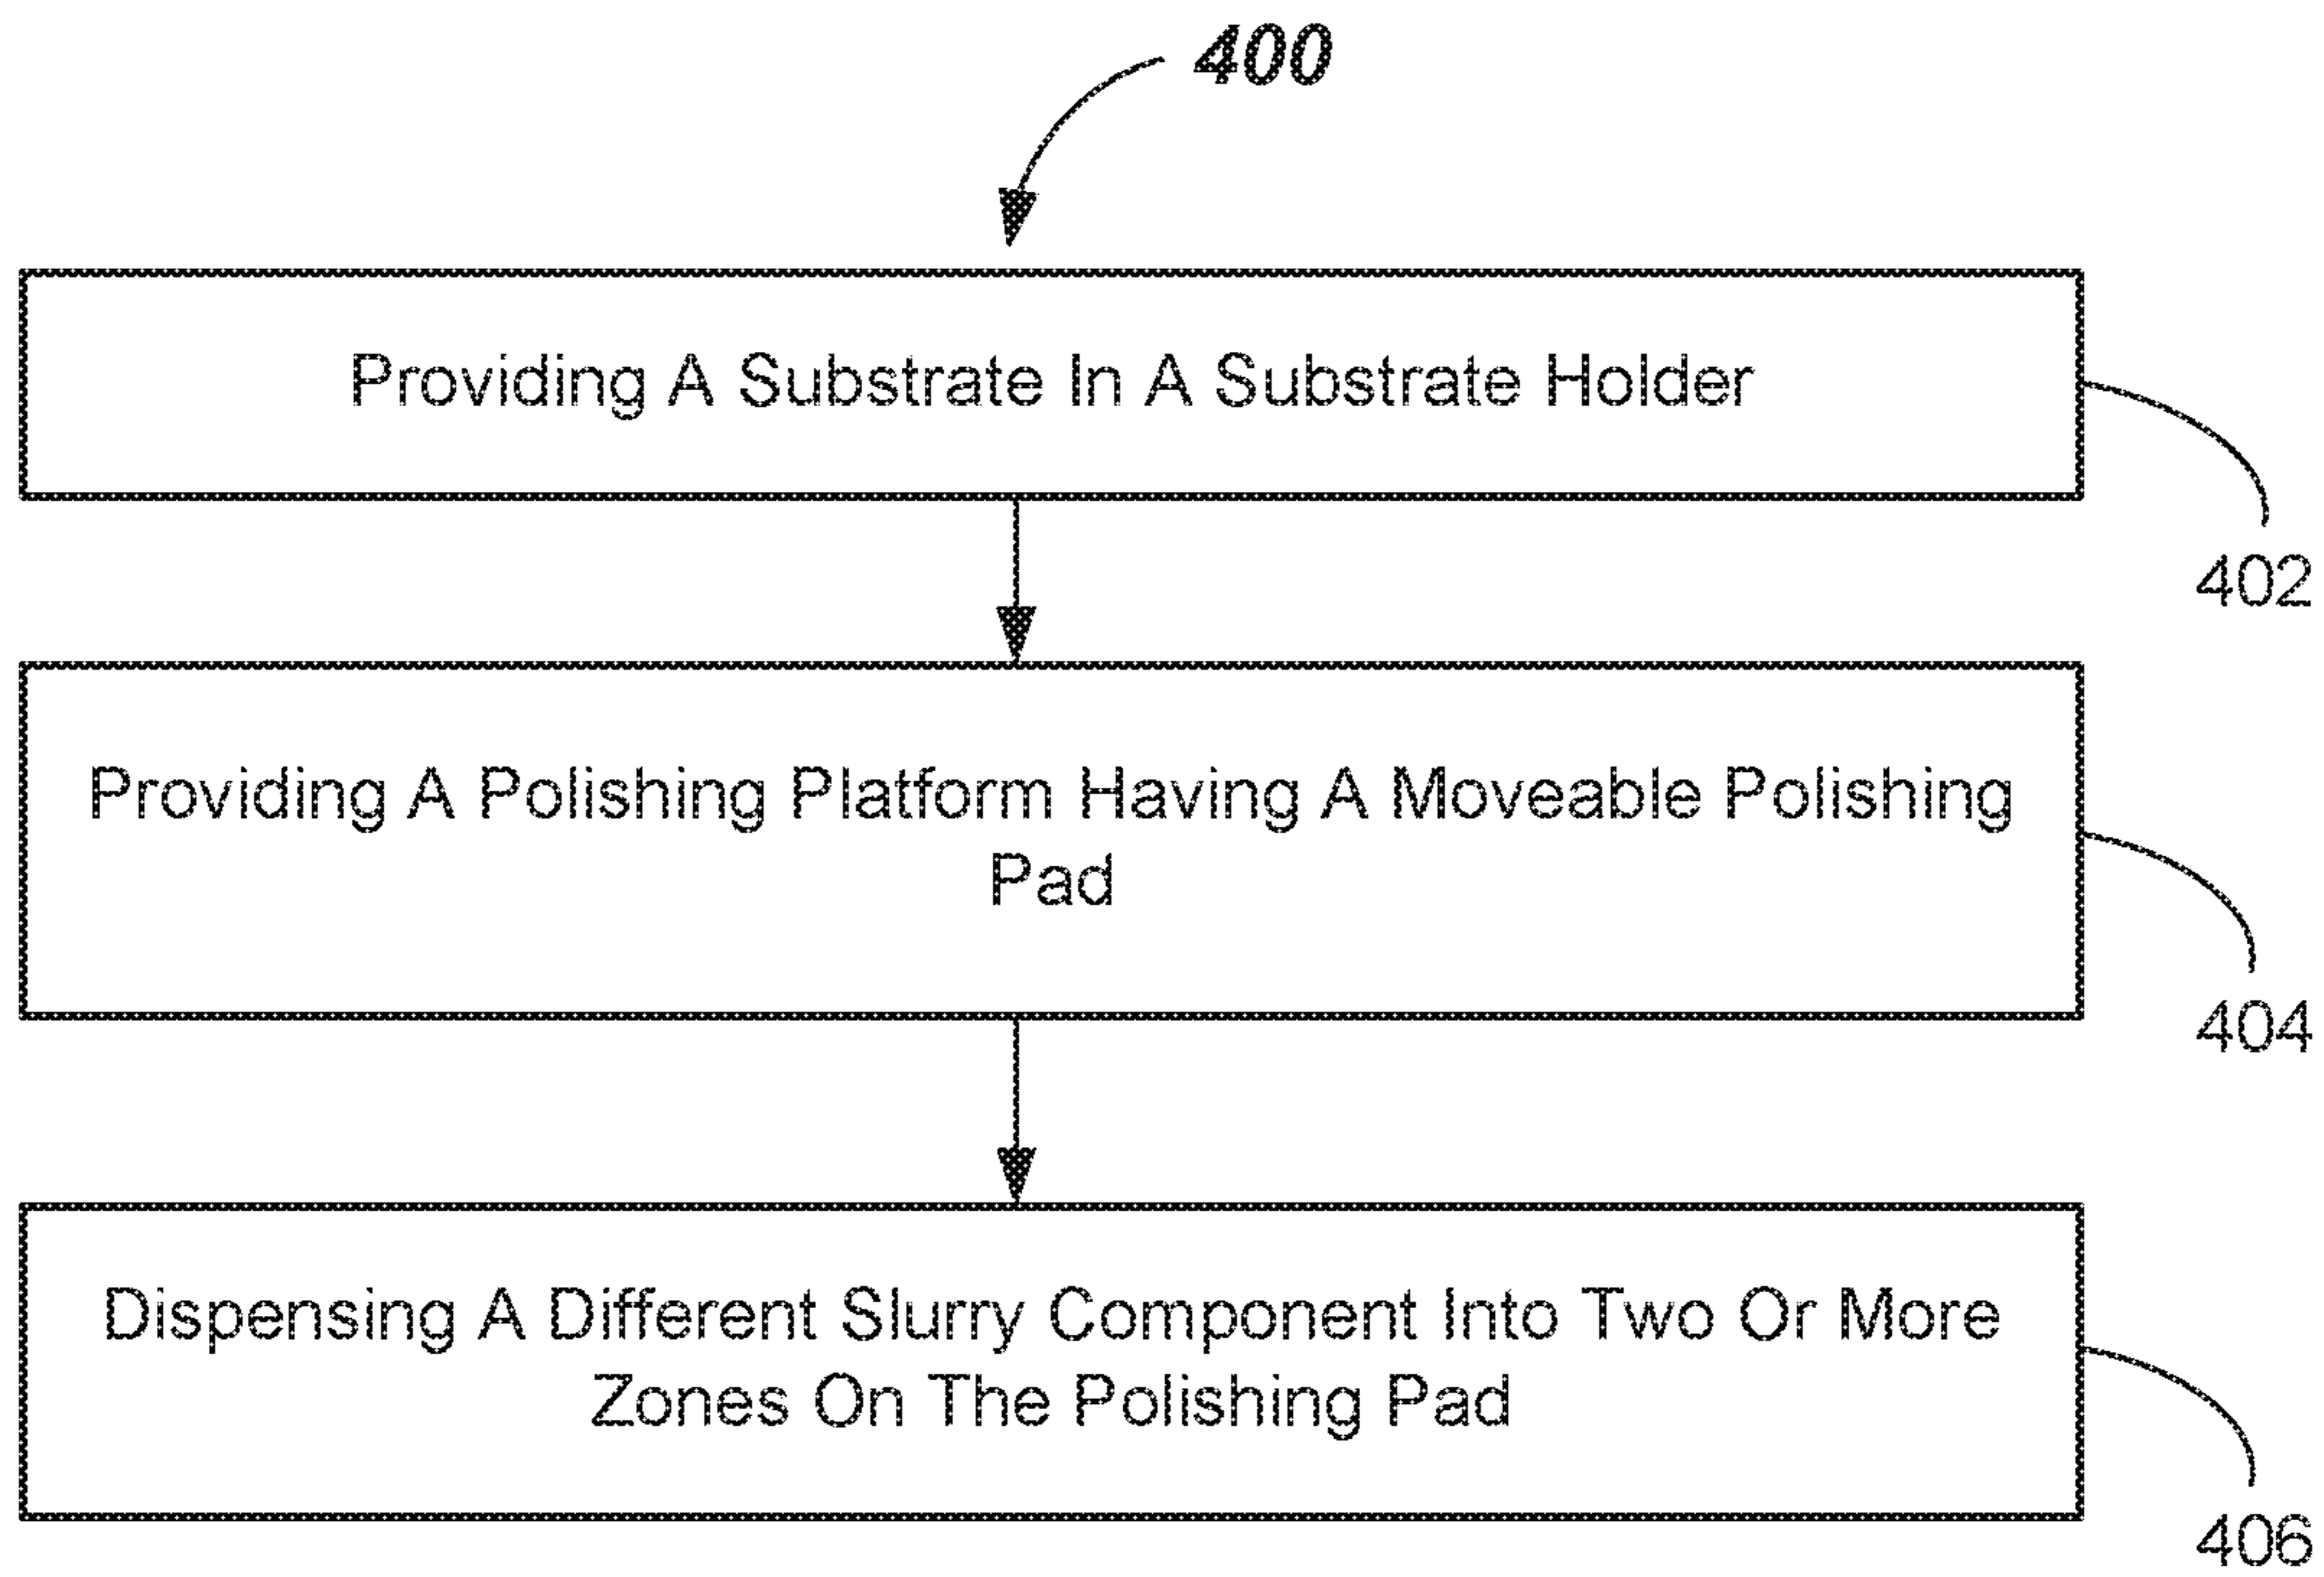 400
Providing A Substrate In A Substrate Holder
402
Providing A Polishing Platform Having A Moveable Polishing
Pad
404
Dispensing A Different Slurry Component Into Two Or More
Zones On The Polishing Pad
406